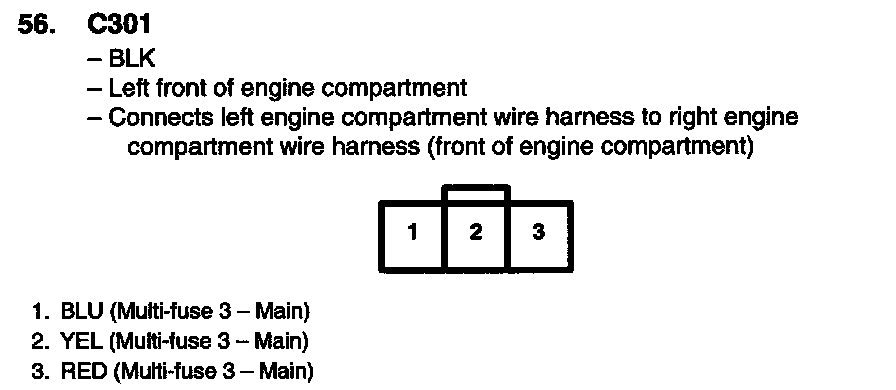 56. C301
– BLK
– Left front of engine compartment
– Connects left engine compartment wire harness to right engine
compartment wire harness (front of engine compartment)
1 2 3
1. BLU (Multi-fuse 3 – Main)
2. YEL (Multi-fuse 3 – Main)
3. RED (Multi-fuse 3 – Main)